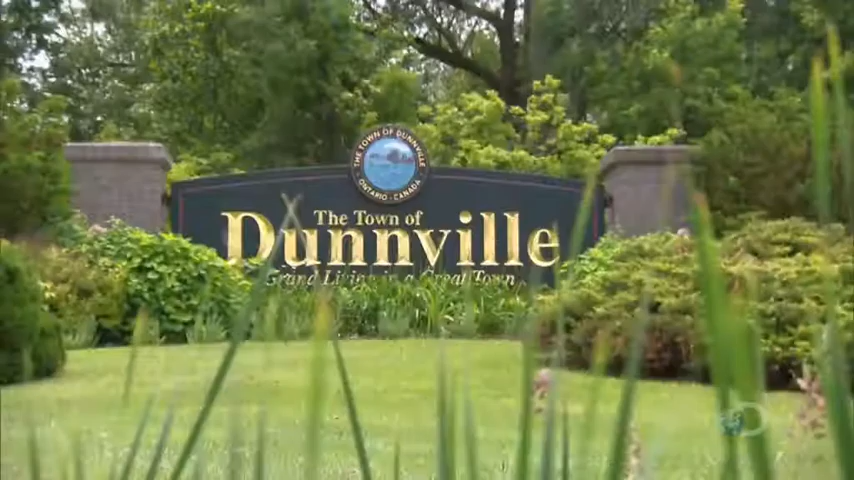 THE TOWN OF DUNNVILLE
ONTARIO - CANADA
The Town of
Dunnville
Grand Living in a Great Town
D